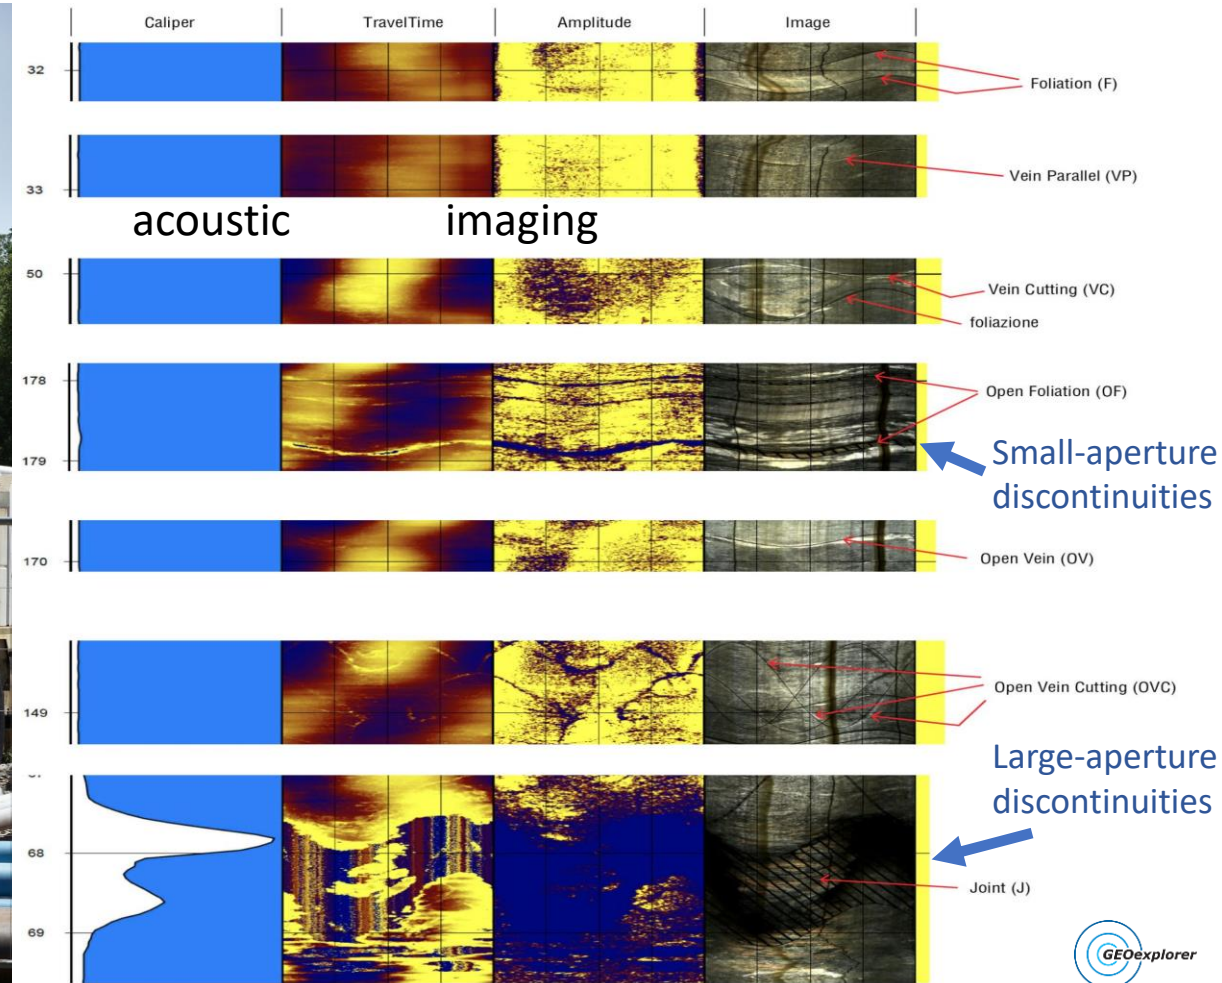 Caliper TravelTime Amplitude Image
32
Foliation (F)
Vein Parallel (VP)
33
acoustic imaging
50
Vein Cutting (VC)
foliazione
178
Open Foliation (OF)
Small-aperture
discontinuities
179
Open Vein (OV)
170
Open Vein Cutting (OVC)
149
Large-aperture
discontinuities
68
Joint (J)
69
GEOexplorer